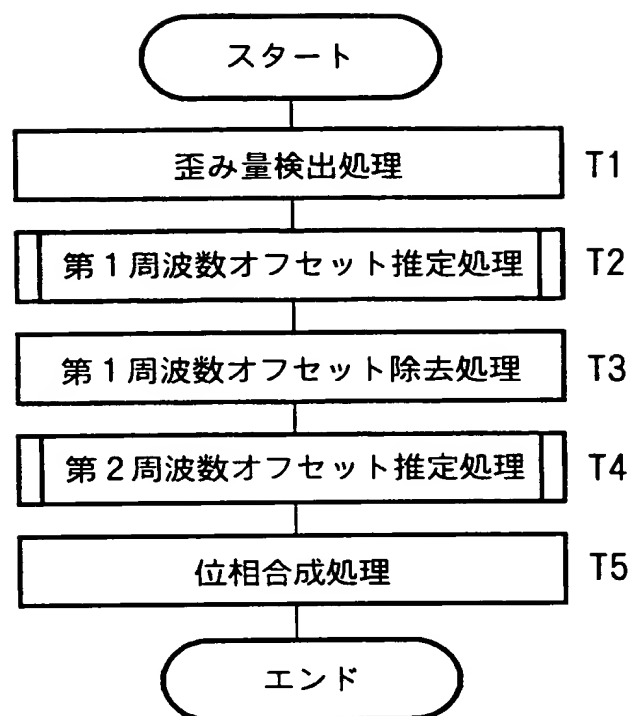 スタート
歪み量検出処理 T1
第1周波数オフセット推定処理 T2
第1周波数オフセット除去処理 T3
第2周波数オフセット推定処理 T4
位相合成処理 T5
エンド